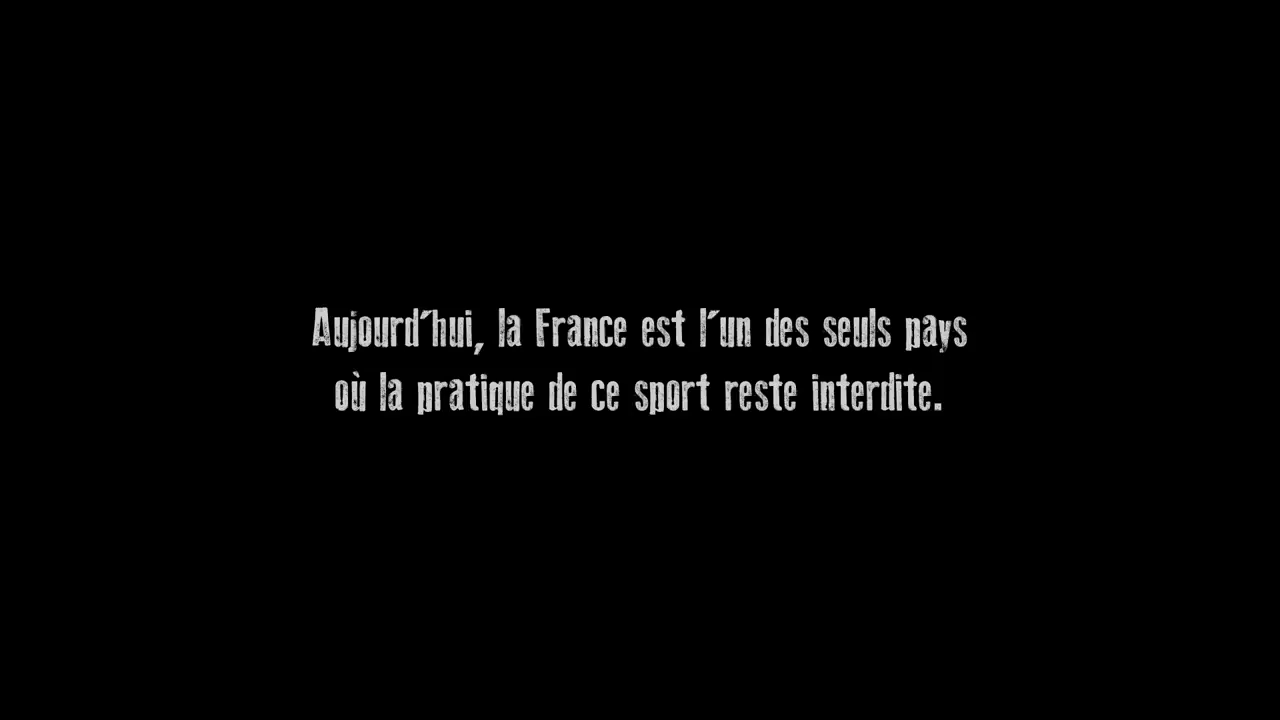 Aujourd'hui, la France est l'un des seuls pays
où la pratique de ce sport reste interdite.